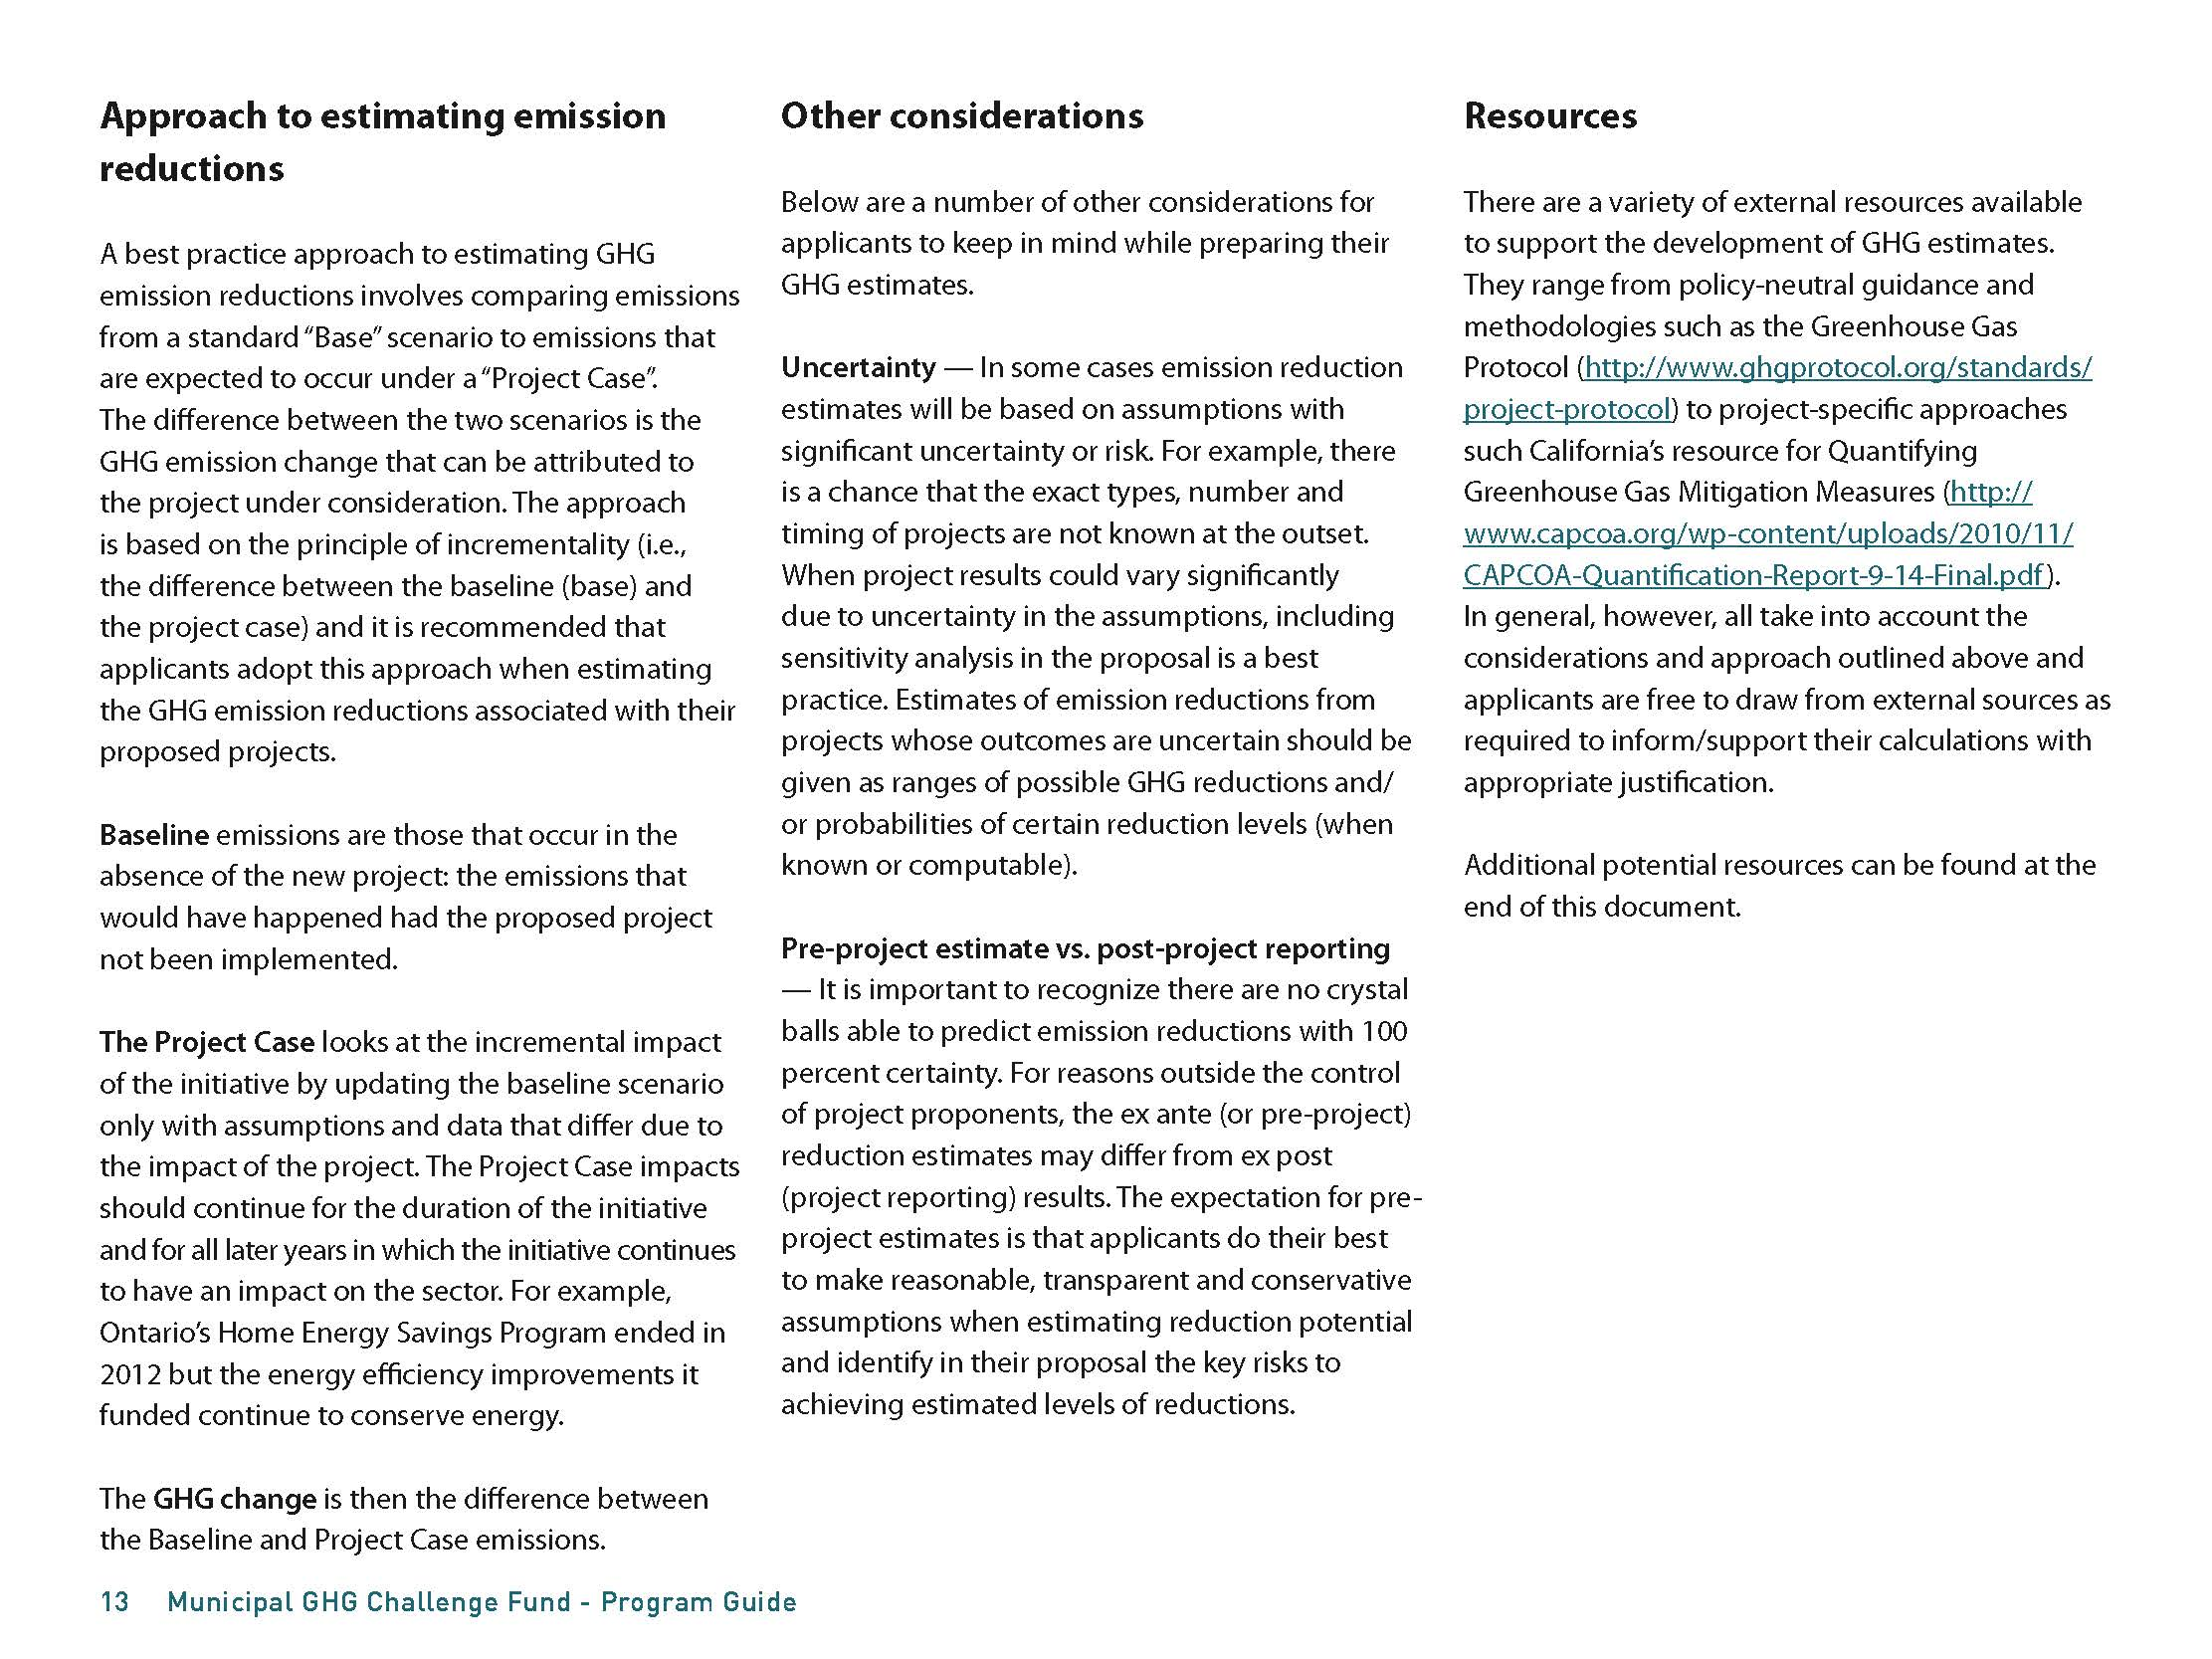 Approach to estimating emission
reductions
A best practice approach to estimating GHG
emission reductions involves comparing emissions
from a standard “Base” scenario to emissions that
are expected to occur under a “Project Case”.
The difference between the two scenarios is the
GHG emission change that can be attributed to
the project under consideration. The approach
is based on the principle of incrementality (i.e.,
the difference between the baseline (base) and
the project case) and it is recommended that
applicants adopt this approach when estimating
the GHG emission reductions associated with their
proposed projects.
Baseline emissions are those that occur in the
absence of the new project: the emissions that
would have happened had the proposed project
not been implemented.
The Project Case looks at the incremental impact
of the initiative by updating the baseline scenario
only with assumptions and data that differ due to
the impact of the project. The Project Case impacts
should continue for the duration of the initiative
and for all later years in which the initiative continues
to have an impact on the sector. For example,
Ontario’s Home Energy Savings Program ended in
2012 but the energy efficiency improvements it
funded continue to conserve energy.
The GHG change is then the difference between
the Baseline and Project Case emissions.
Other considerations
Below are a number of other considerations for
applicants to keep in mind while preparing their
GHG estimates.
Uncertainty — In some cases emission reduction
estimates will be based on assumptions with
significant uncertainty or risk. For example, there
is a chance that the exact types, number and
timing of projects are not known at the outset.
When project results could vary significantly
due to uncertainty in the assumptions, including
sensitivity analysis in the proposal is a best
practice. Estimates of emission reductions from
projects whose outcomes are uncertain should be
given as ranges of possible GHG reductions and/
or probabilities of certain reduction levels (when
known or computable).
Pre-project estimate vs. post-project reporting
— It is important to recognize there are no crystal
balls able to predict emission reductions with 100
percent certainty. For reasons outside the control
of project proponents, the ex ante (or pre-project)
reduction estimates may differ from ex post
(project reporting) results. The expectation for pre-
project estimates is that applicants do their best
to make reasonable, transparent and conservative
assumptions when estimating reduction potential
and identify in their proposal the key risks to
achieving estimated levels of reductions.
Resources
There are a variety of external resources available
to support the development of GHG estimates.
They range from policy-neutral guidance and
methodologies such as the Greenhouse Gas
Protocol (http://www.ghgprotocol.org/standards/
project-protocol) to project-specific approaches
such California’s resource for Quantifying
Greenhouse Gas Mitigation Measures (http://
www.capcoa.org/wp-content/uploads/2010/11/
CAPCOA-Quantification-Report-9-14-Final.pdf).
In general, however, all take into account the
considerations and approach outlined above and
applicants are free to draw from external sources as
required to inform/support their calculations with
appropriate justification.
Additional potential resources can be found at the
end of this document.
13 Municipal GHG Challenge Fund - Program Guide